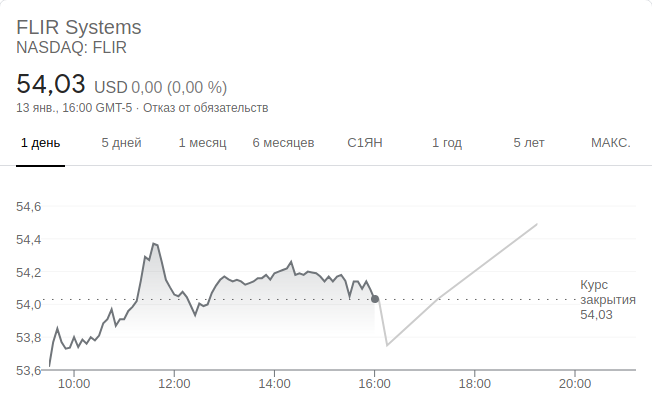 FLIR Systems
NASDAQ: FLIR
54,03 USD 0,00 (0,00 %)
13 янв., 16:00 GMT-5 · Отказ от обязательств
1 день 5 дней 1 месяц 6 месяцев С1ЯН 1 год 5 лет МАКС.
54,6
54,4
54,2
54,0
53,8
53,6
Курс
закрытия
54,03
10:00 12:00 14:00 16:00 18:00 20:00